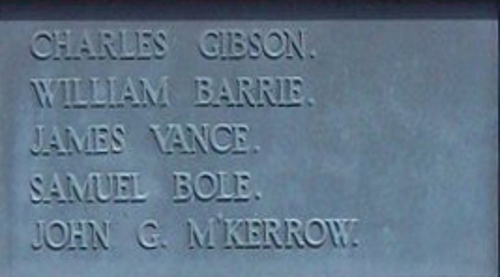 CHARLES GIBSON.
WILLIAM BARRIE.
JAMES VANCE.
SAMUEL BOLE.
JOHN G. M'KERROW.